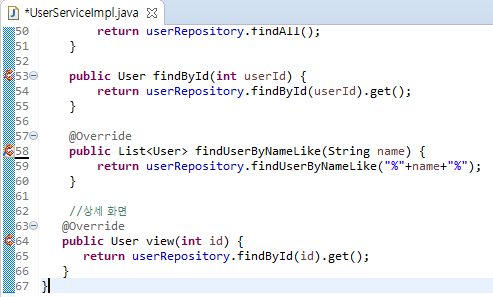 *UserServiceImpl.java
50 return userRepository.findAll();
51 }
52
53 public User findById(int userId) {
54 return userRepository.findById(userId).get();
55 }
56
57 @Override
58 public List<User> findUserByNameLike(String name) {
59 return userRepository.findUserByNameLike("%"+name+"%");
60 }
61
62 //상세 화면
63 @Override
64 public User view(int id) {
65 return userRepository.findById(id).get();
66 }
67 }